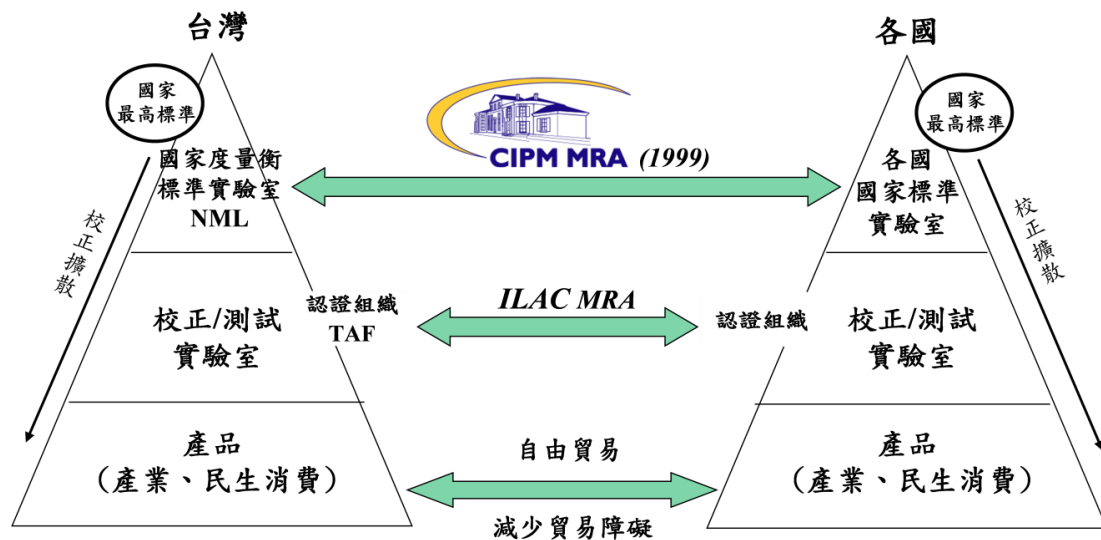 台灣
國家
最高標準
國家度量衡
標準實驗室
NML
校正擴散
校正/測試
實驗室
認證組織
TAF
產品
（產業、民生消費）
CIPM MRA (1999)
ILAC MRA
自由貿易
減少貿易障礙
各國
國家
最高標準
各國
國家標準
實驗室
校正擴散
認證組織
校正/測試
實驗室
產品
（產業、民生消費）